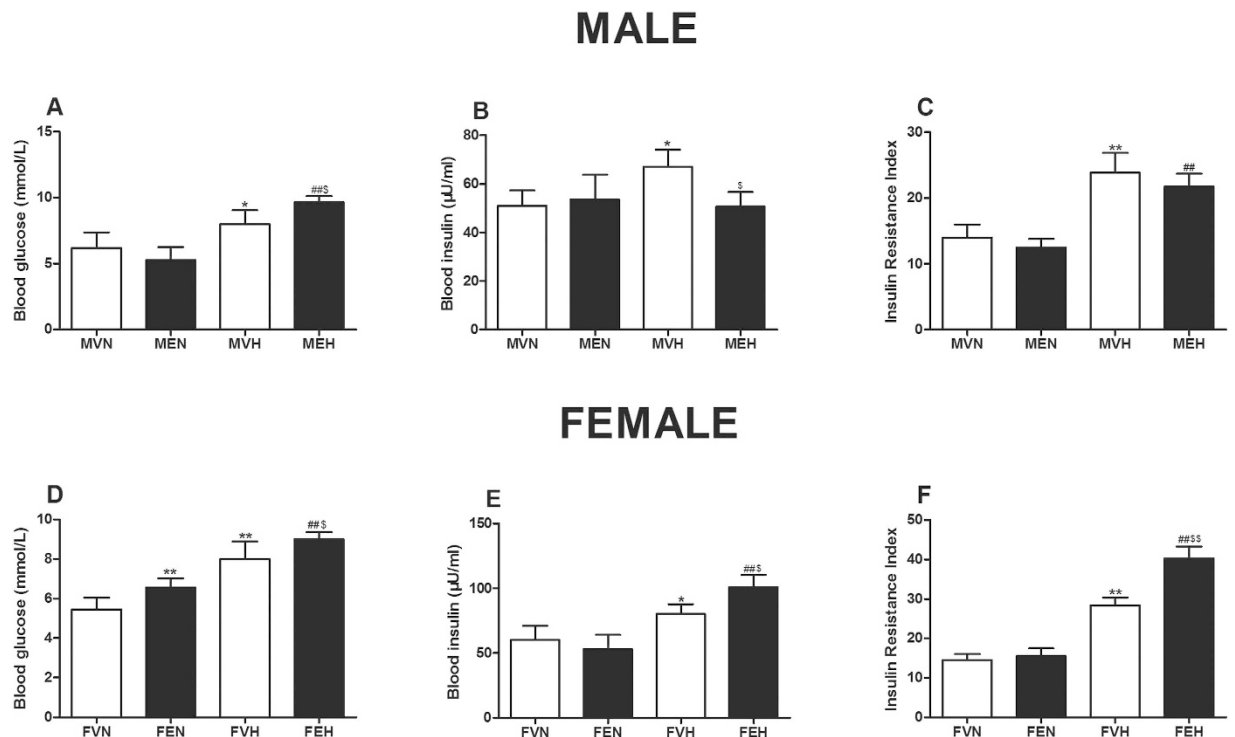 MALE
A
Blood glucose (mmol/L)
15
10
5
0
*
##$
MVN MEN MVH MEH
B
Blood insulin (µU/ml)
80
60
40
20
0
*
$
MVN MEN MVH MEH
C
Insulin Resistance Index
30
20
10
0
**
##
MVN MEN MVH MEH
FEMALE
D
Blood glucose (mmol/L)
10
8
6
4
2
0
**
**
##$
FVN FEN FVH FEH
E
Blood insulin (µU/ml)
150
100
50
0
*
##$
FVN FEN FVH FEH
F
Insulin Resistance Index
50
40
30
20
10
0
**
##$$
FVN FEN FVH FEH